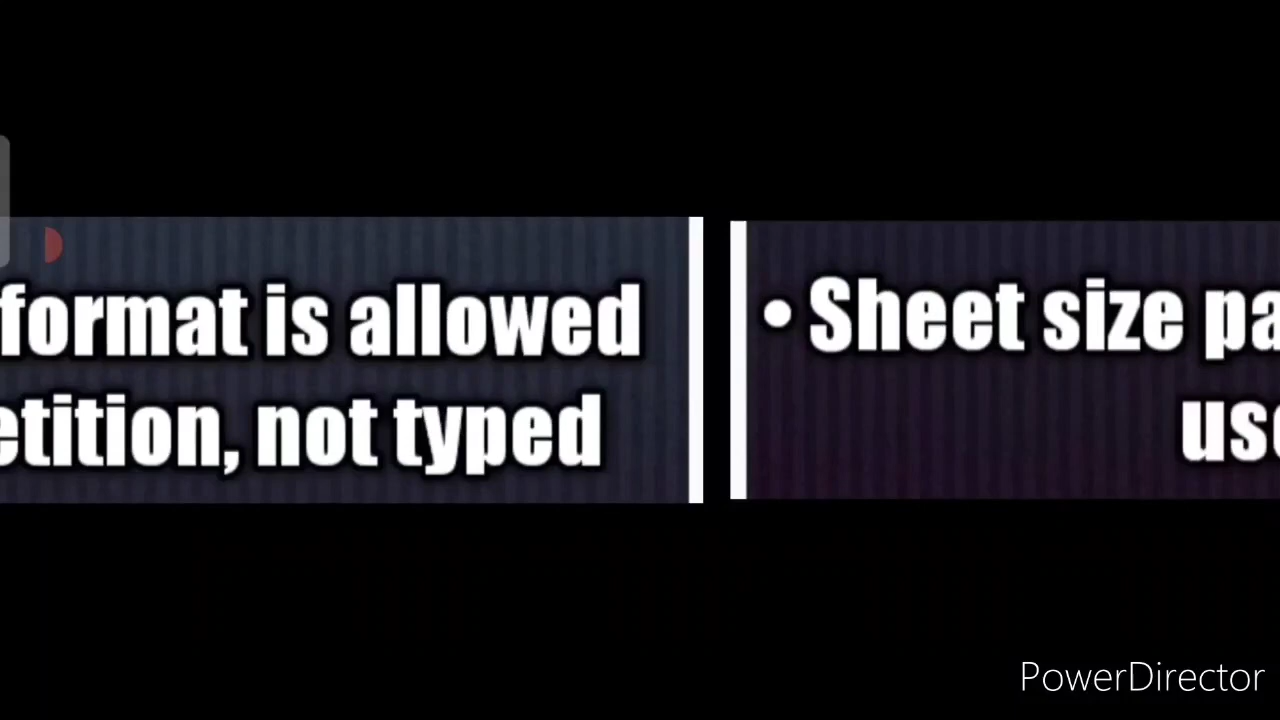 format is allowed
etition, not typed
• Sheet size pa
use
PowerDirector